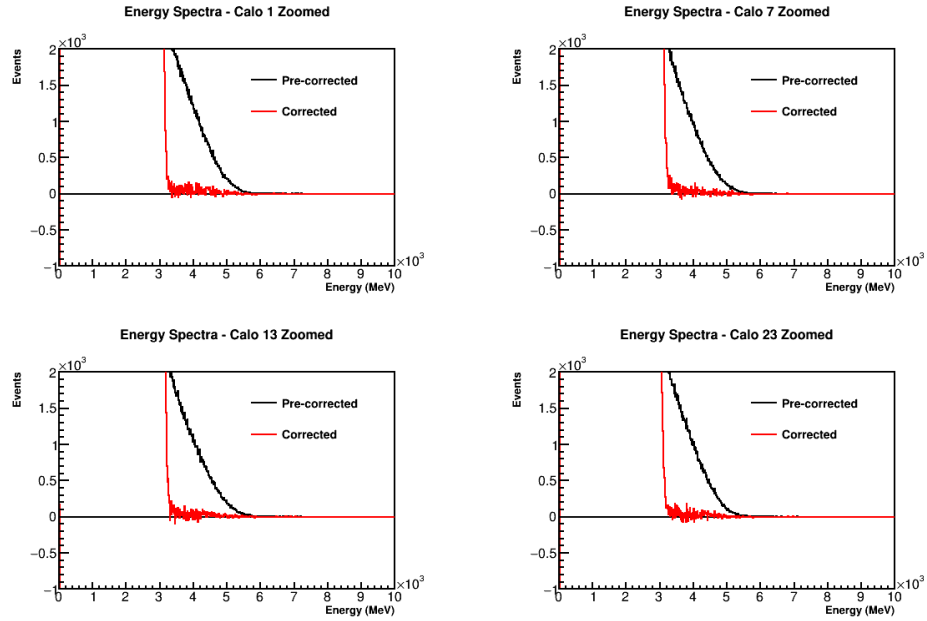 Energy Spectra - Calo 1 Zoomed
×10³
Events
2
1.5
1
0.5
0
−0.5
−1
Pre-corrected
Corrected
0 1 2 3 4 5 6 7 8 9 10
×10³
Energy (MeV)
Energy Spectra - Calo 7 Zoomed
×10³
Events
2
1.5
1
0.5
0
−0.5
−1
Pre-corrected
Corrected
0 1 2 3 4 5 6 7 8 9 10
×10³
Energy (MeV)
Energy Spectra - Calo 13 Zoomed
×10³
Events
2
1.5
1
0.5
0
−0.5
−1
Pre-corrected
Corrected
0 1 2 3 4 5 6 7 8 9 10
×10³
Energy (MeV)
Energy Spectra - Calo 23 Zoomed
×10³
Events
2
1.5
1
0.5
0
−0.5
−1
Pre-corrected
Corrected
0 1 2 3 4 5 6 7 8 9 10
×10³
Energy (MeV)